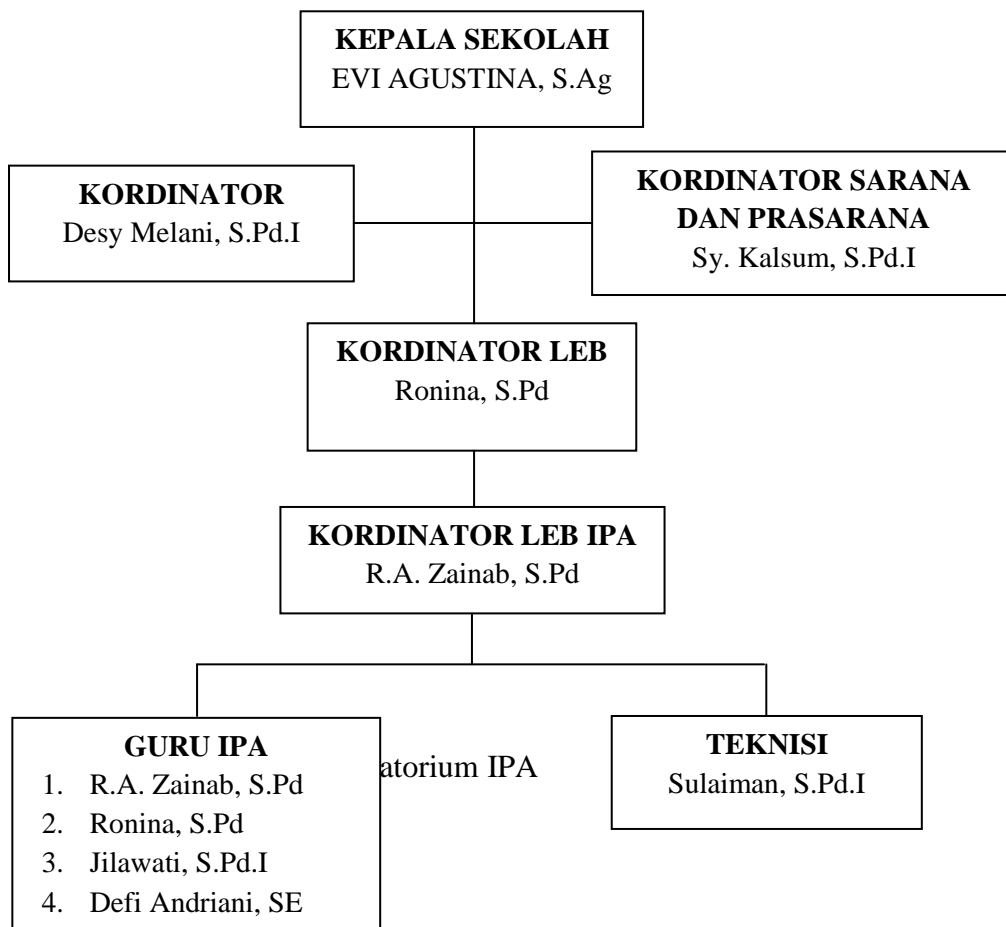 KEPALA SEKOLAH
EVI AGUSTINA, S.Ag
KORDINATOR
Desy Melani, S.Pd.I
KORDINATOR SARANA
DAN PRASARANA
Sy. Kalsum, S.Pd.I
KORDINATOR LEB
Ronina, S.Pd
KORDINATOR LEB IPA
R.A. Zainab, S.Pd
GURU IPA
1. R.A. Zainab, S.Pd
2. Ronina, S.Pd
3. Jilawati, S.Pd.I
4. Defi Andriani, SE
atorium IPA
TEKNISI
Sulaiman, S.Pd.I